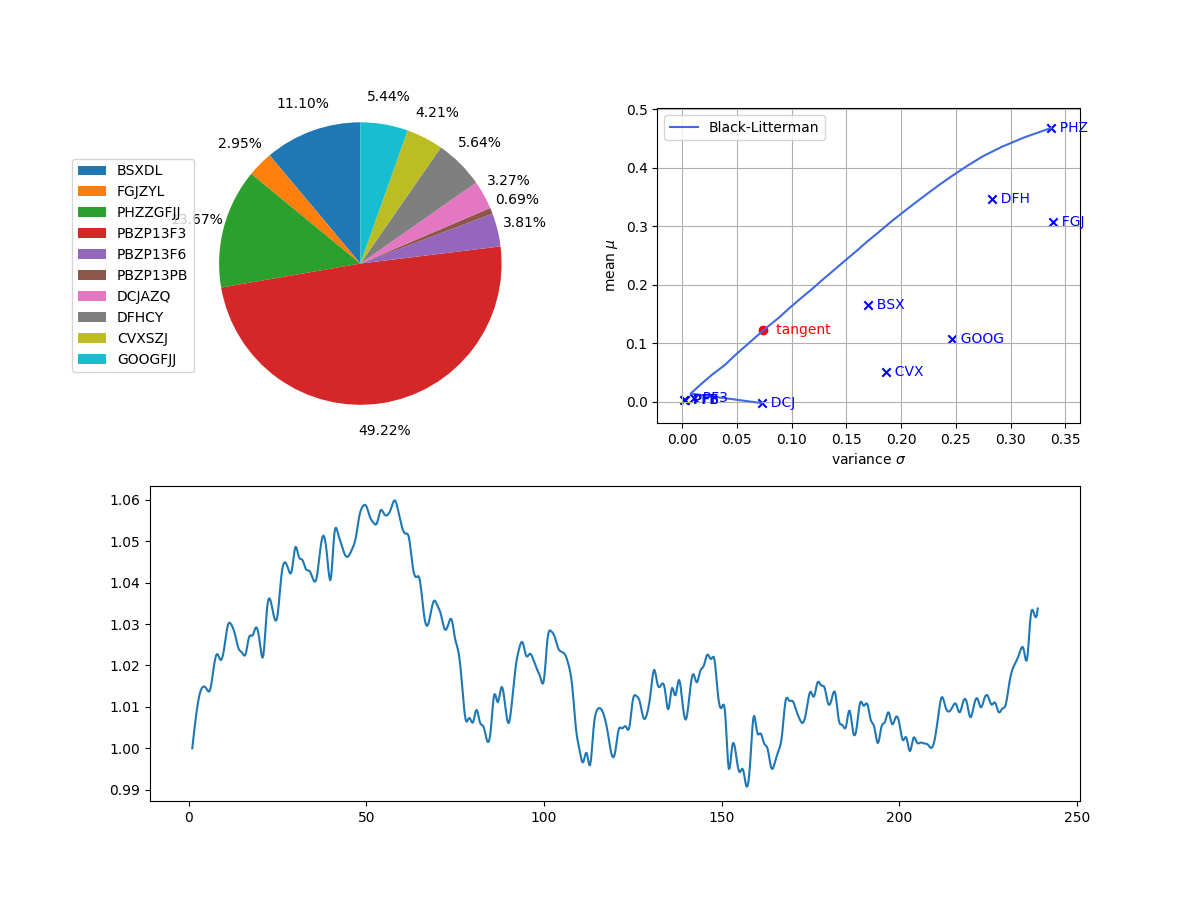 5.44%
11.10%
4.21%
5.64%
2.95%
3.27%
0.69%
3.81%
49.22%
BSXDL
FGJZYL
PHZZGFJJ
PBZP13F3
PBZP13F6
PBZP13PB
DCJAZQ
DFHCY
CVXSZJ
GOOGFJJ
Black-Litterman
0.5
0.4
0.3
0.2
0.1
0.0
mean μ
PHZ
DFH
FGJ
BSX
tangent
GOOG
CVX
DCJ
0.00 0.05 0.10 0.15 0.20 0.25 0.30 0.35
variance σ
1.06
1.05
1.04
1.03
1.02
1.01
1.00
0.99
0 50 100 150 200 250